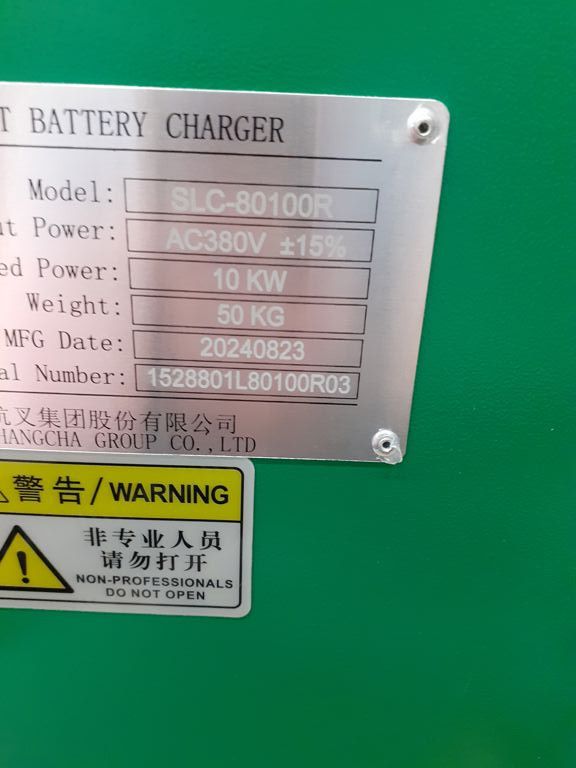 T BATTERY CHARGER
Model: SLC-80100R
ut Power: AC380V ±15%
ed Power: 10 KW
Weight: 50 KG
MFG Date: 20240823
al Number: 1528801L80100R03
杭叉集团股份有限公司
HANGCHA GROUP CO.,LTD
警告/WARNING
非专业人员
请勿打开
NON-PROFESSIONALS
DO NOT OPEN